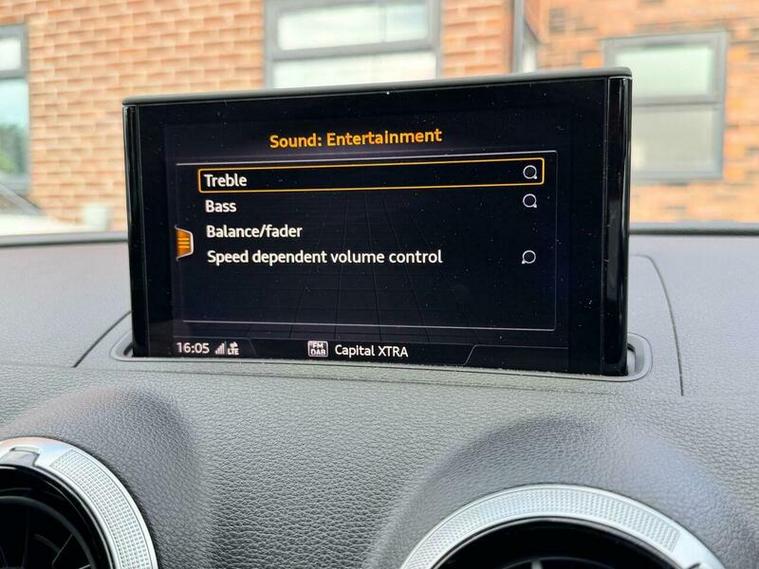 Sound: Entertainment
Treble
Bass
Balance/fader
Speed dependent volume control
16:05 LTE FM DAB Capital XTRA